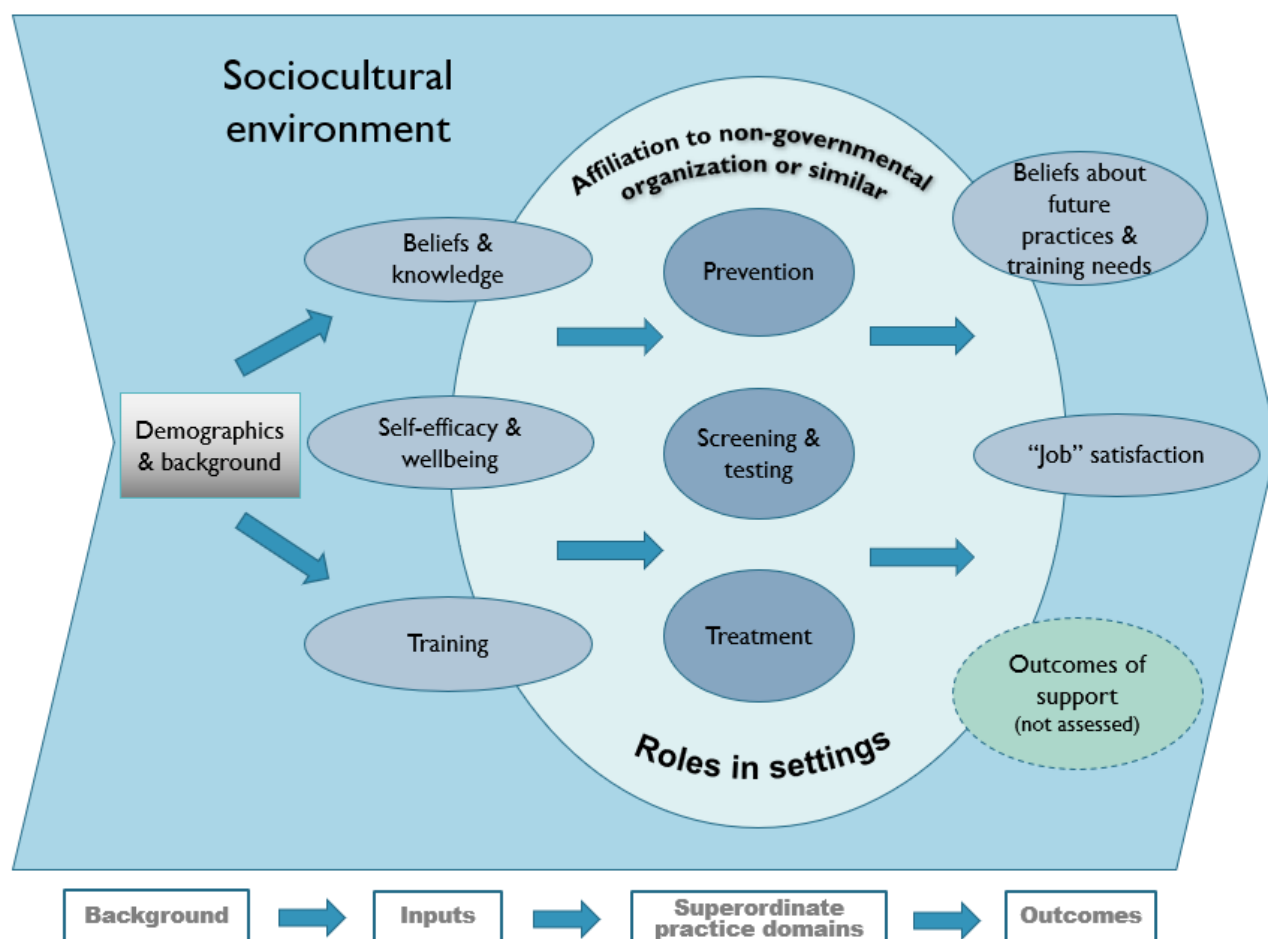 Sociocultural
environment
Affiliation to non-governmental
organization or similar
Beliefs &
knowledge
Prevention
Beliefs about
future
practices &
training needs
Demographics
& background
Self-efficacy &
wellbeing
Screening &
testing
“Job” satisfaction
Training
Treatment
Outcomes of
support
(not assessed)
Roles in settings
Background
Inputs
Superordinate
practice domains
Outcomes